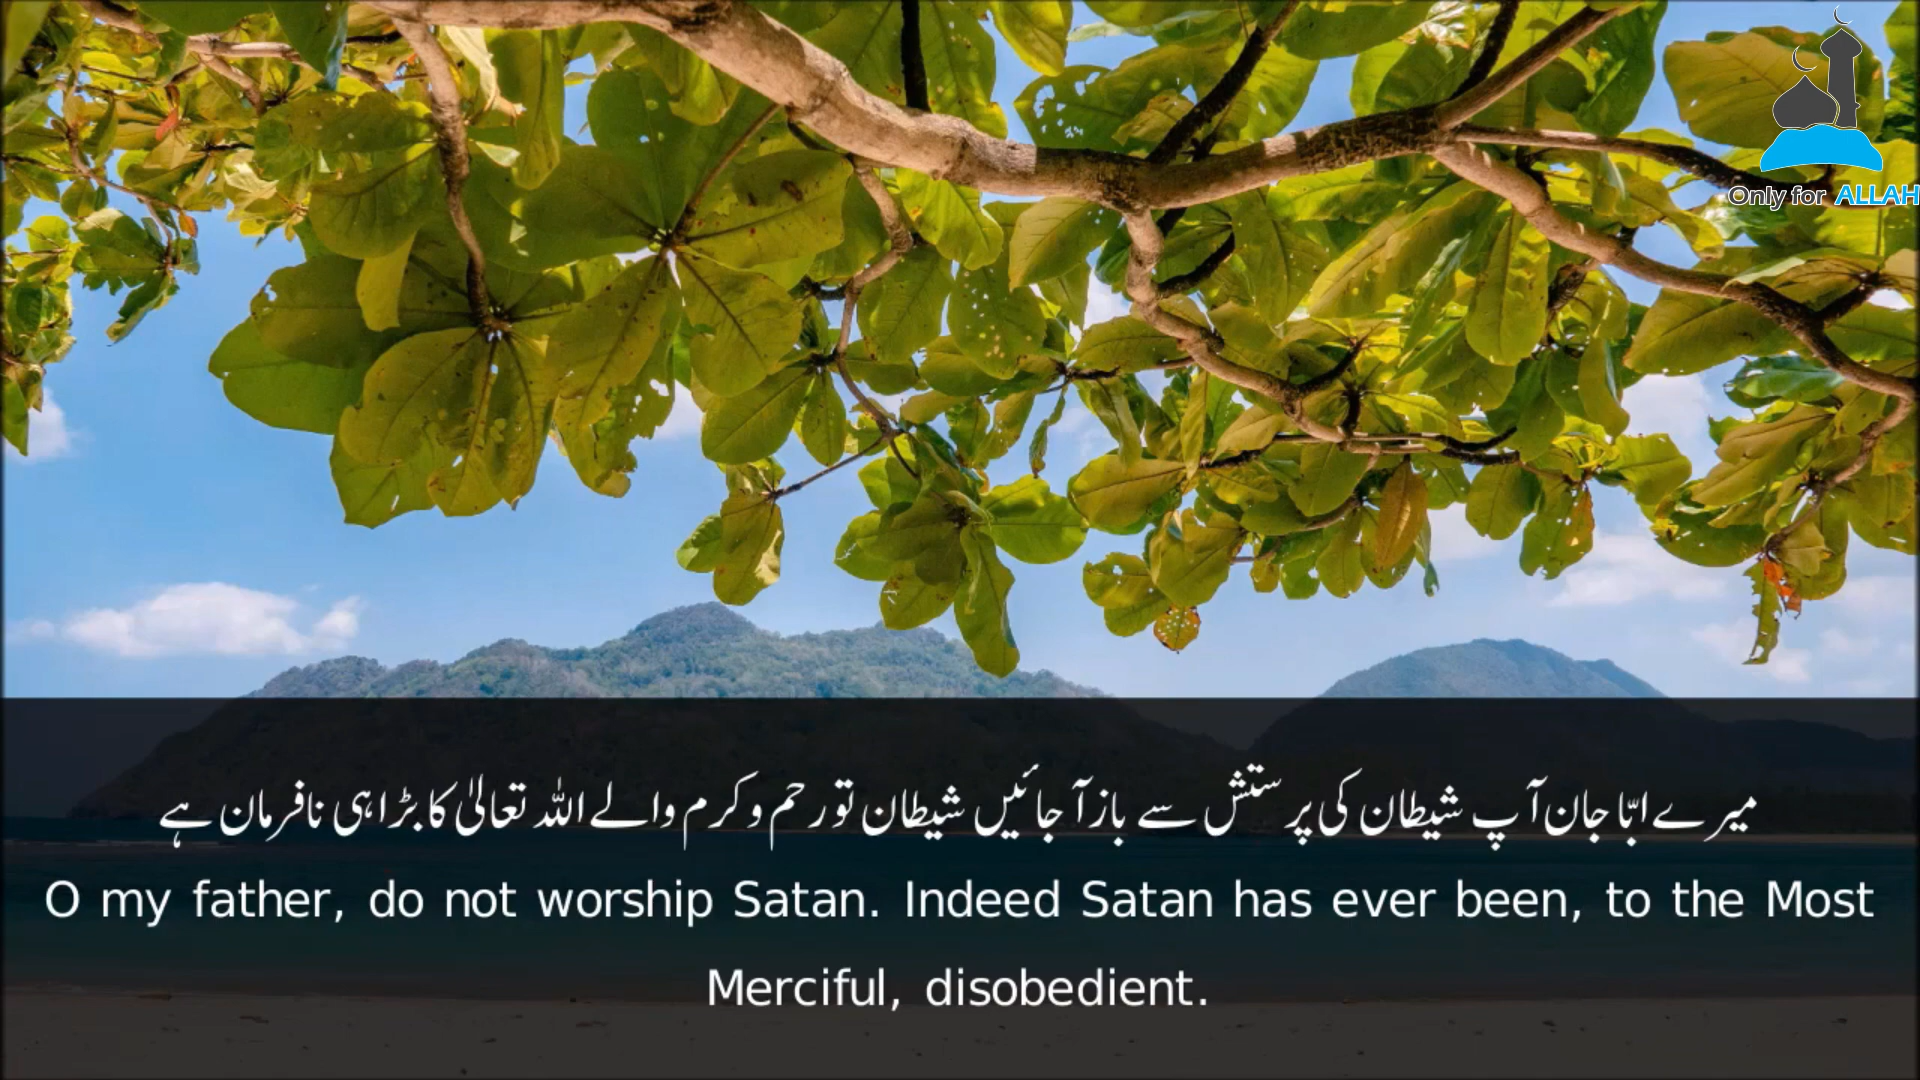 Only for ALLAH
میرے ابّا جان آپ شیطان کی پرستش سے باز آ جائیں شیطان تو رحم و کرم والے اللہ تعالیٰ کا بڑا ہی نافرمان ہے
O my father, do not worship Satan. Indeed Satan has ever been, to the Most
Merciful, disobedient.